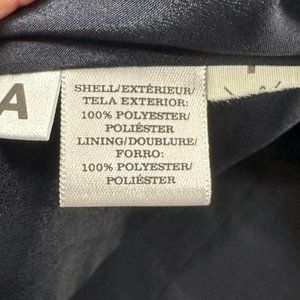 A
SHELL/EXTÉRIEUR/
TELA EXTERIOR:
100% POLYESTER/
POLIÉSTER
LINING/DOUBLURE/
FORRO:
100% POLYESTER/
POLIÉSTER